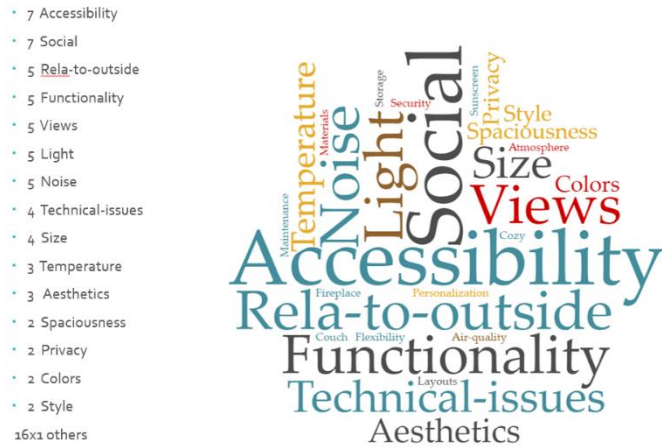 7 Accessibility
7 Social
5 Rela-to-outside
5 Functionality
5 Views
5 Light
5 Noise
4 Technical-issues
4 Size
3 Temperature
3 Aesthetics
2 Spaciousness
2 Privacy
2 Colors
2 Style
16x1 others
Maintenance
Temperature
Materials
Noise
Storage
Light
Security
Social
Sunscreen
Privacy
Style
Spaciousness
Atmosphere
Size
Colors
Views
Cozy
Accessibility
Fireplace
Personalization
Rela-to-outside
Couch
Flexibility
Air-quality
Functionality
Layouts
Technical-issues
Aesthetics